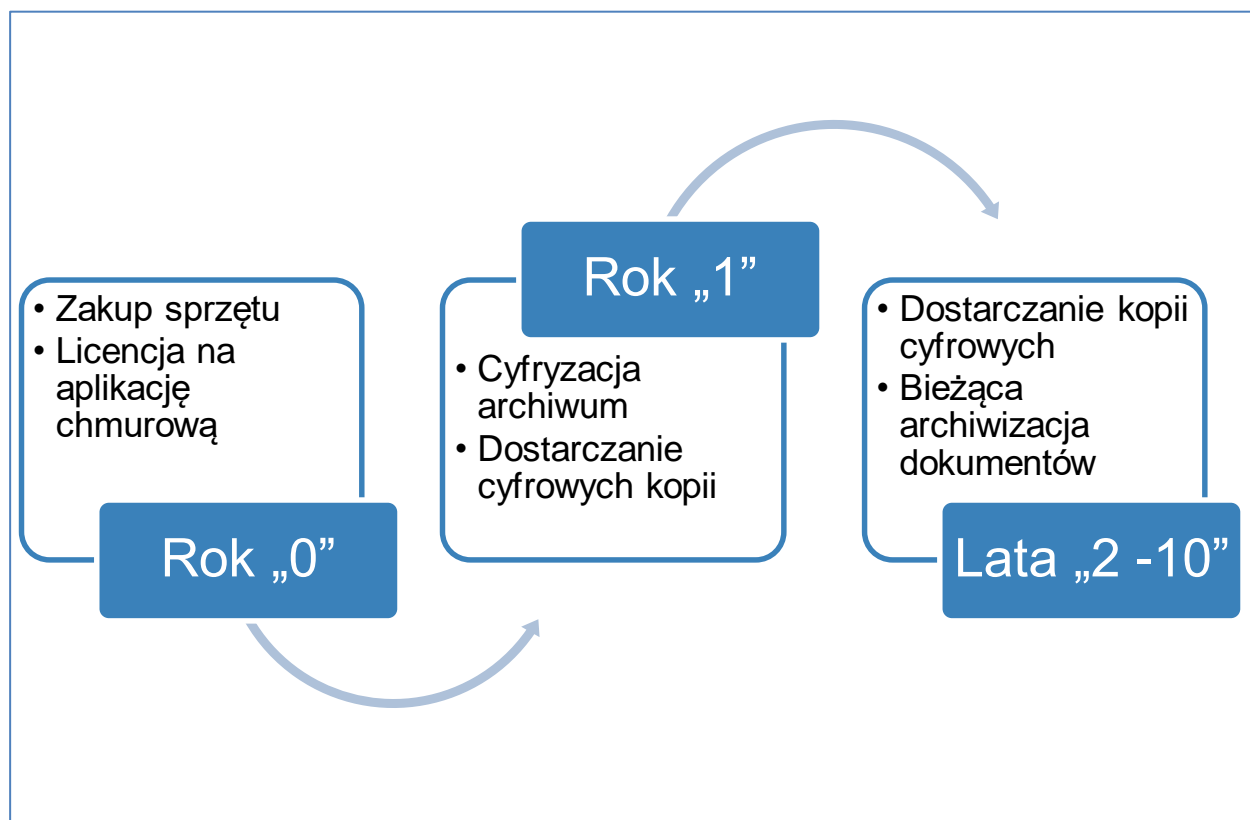 • Zakup sprzętu
• Licencja na
aplikację
chmurową
Rok „0”
Rok „1”
• Cyfryzacja
archiwum
• Dostarczanie
cyfrowych kopii
• Dostarczanie kopii
cyfrowych
• Bieżąca
archiwizacja
dokumentów
Lata „2 -10”